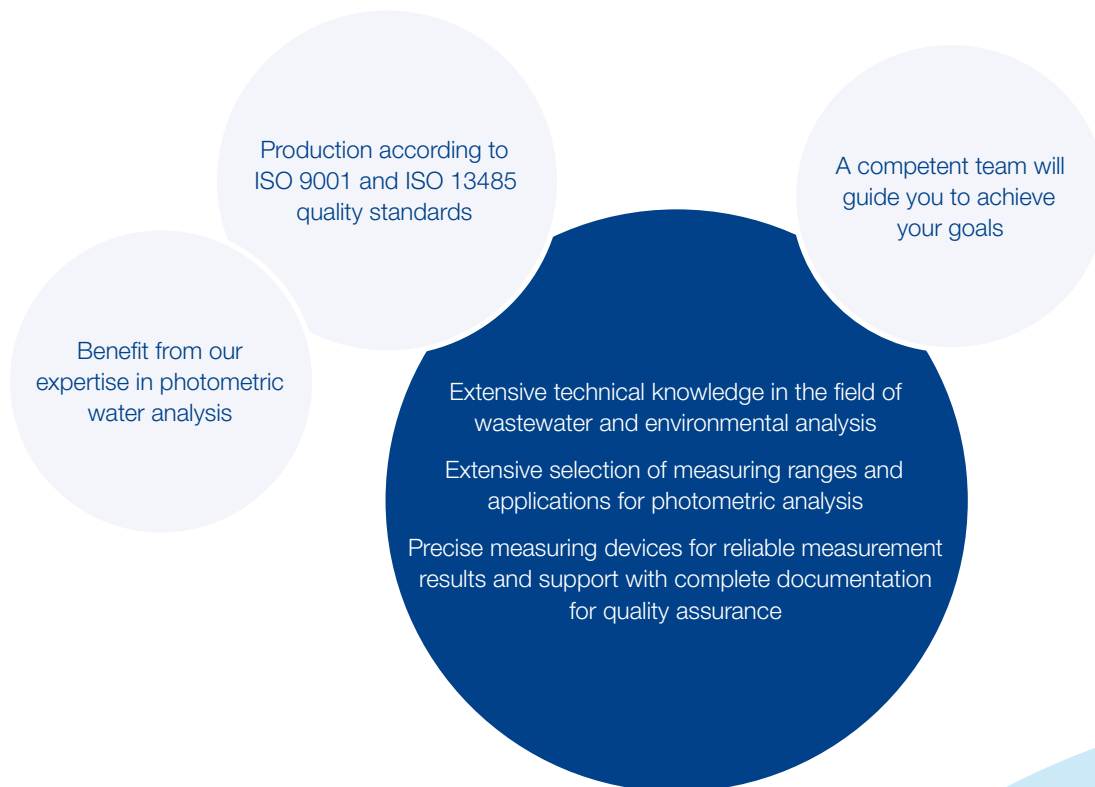 Production according to
ISO 9001 and ISO 13485
quality standards
A competent team will
guide you to achieve
your goals
Benefit from our
expertise in photometric
water analysis
Extensive technical knowledge in the field of
wastewater and environmental analysis
Extensive selection of measuring ranges and
applications for photometric analysis
Precise measuring devices for reliable measurement
results and support with complete documentation
for quality assurance